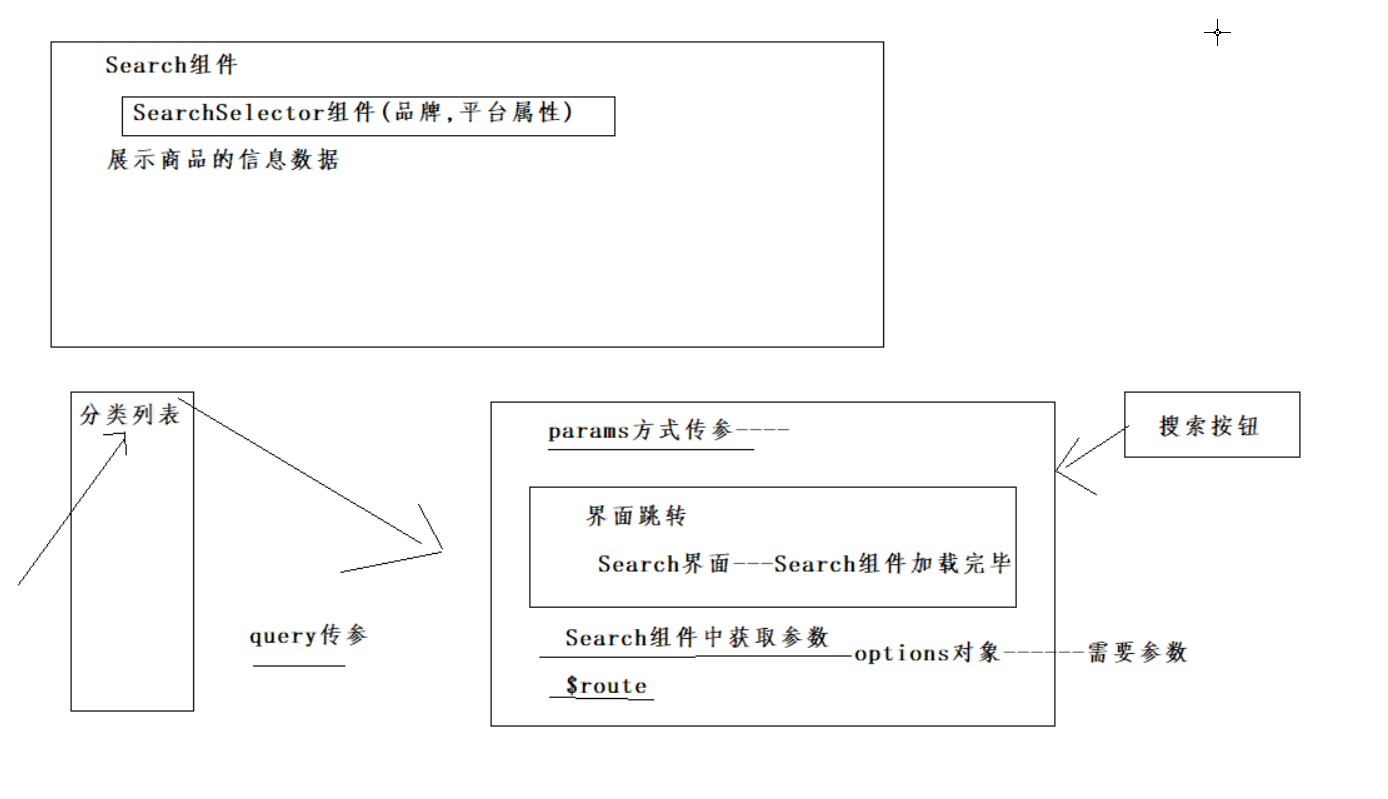 Search组件
SearchSelector组件(品牌,平台属性)
展示商品的信息数据
分类列表
params方式传参----
搜索按钮
界面跳转
Search界面---Search组件加载完毕
query传参
Search组件中获取参数
options对象------需要参数
$route